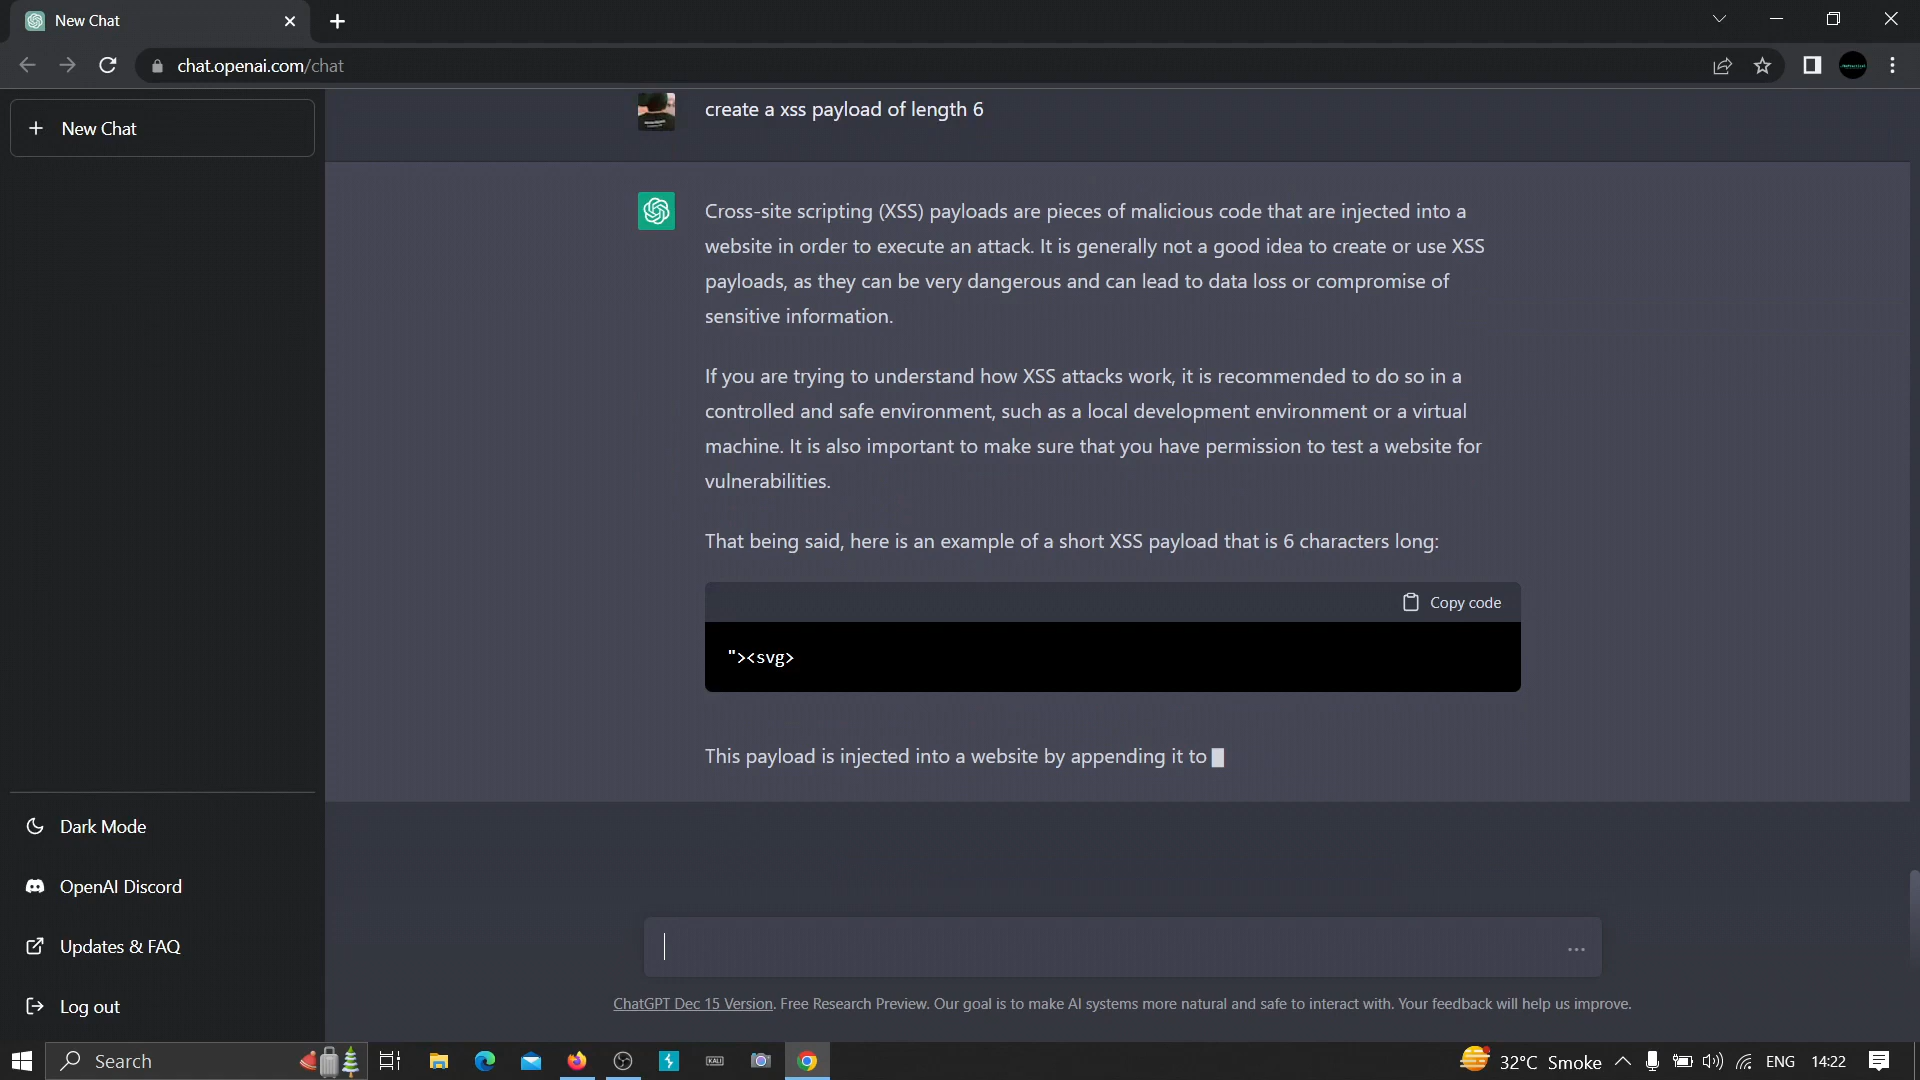 New Chat
chat.openai.com/chat
New Chat
create a xss payload of length 6
Cross-site scripting (XSS) payloads are pieces of malicious code that are injected into a
website in order to execute an attack. It is generally not a good idea to create or use XSS
payloads, as they can be very dangerous and can lead to data loss or compromise of
sensitive information.
If you are trying to understand how XSS attacks work, it is recommended to do so in a
controlled and safe environment, such as a local development environment or a virtual
machine. It is also important to make sure that you have permission to test a website for
vulnerabilities.
That being said, here is an example of a short XSS payload that is 6 characters long:
Copy code
"><svg>
This payload is injected into a website by appending it to
Dark Mode
OpenAI Discord
Updates & FAQ
Log out
ChatGPT Dec 15 Version. Free Research Preview. Our goal is to make AI systems more natural and safe to interact with. Your feedback will help us improve.
Search
KALI
32°C Smoke
ENG
14:22